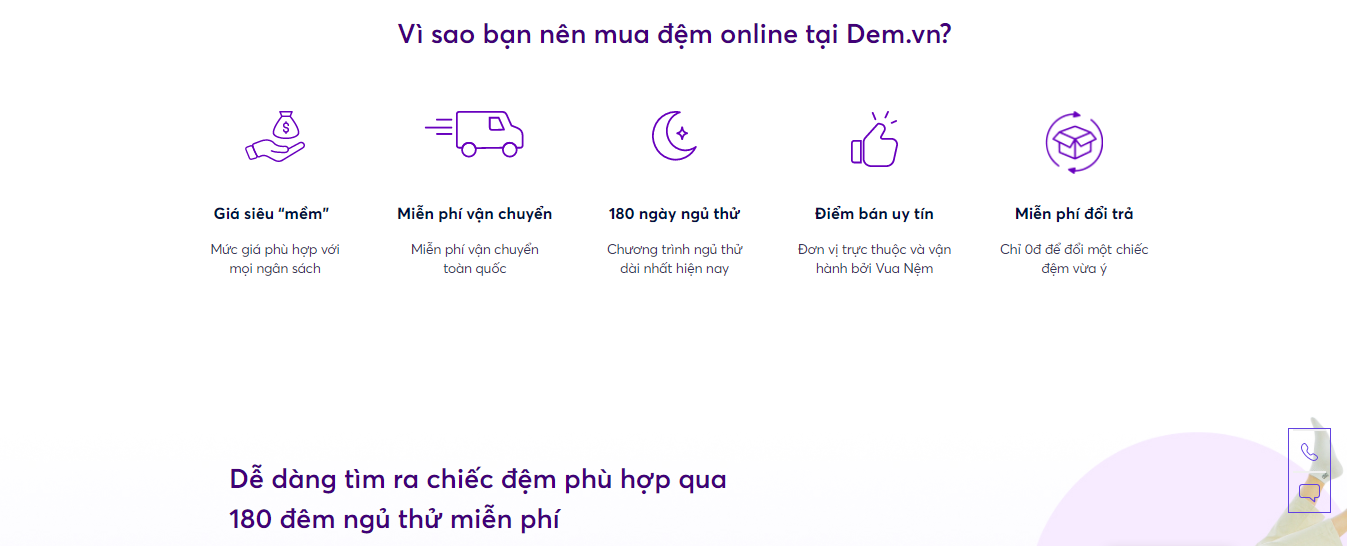 Vì sao bạn nên mua đệm online tại Dem.vn?
$
Giá siêu “mềm”
Mức giá phù hợp với
mọi ngân sách
Miễn phí vận chuyển
Miễn phí vận chuyển
toàn quốc
180 ngày ngủ thử
Chương trình ngủ thử
dài nhất hiện nay
Điểm bán uy tín
Đơn vị trực thuộc và vận
hành bởi Vua Nệm
Miễn phí đổi trả
Chỉ 0đ để đổi một chiếc
đệm vừa ý
Dễ dàng tìm ra chiếc đệm phù hợp qua
180 đêm ngủ thử miễn phí